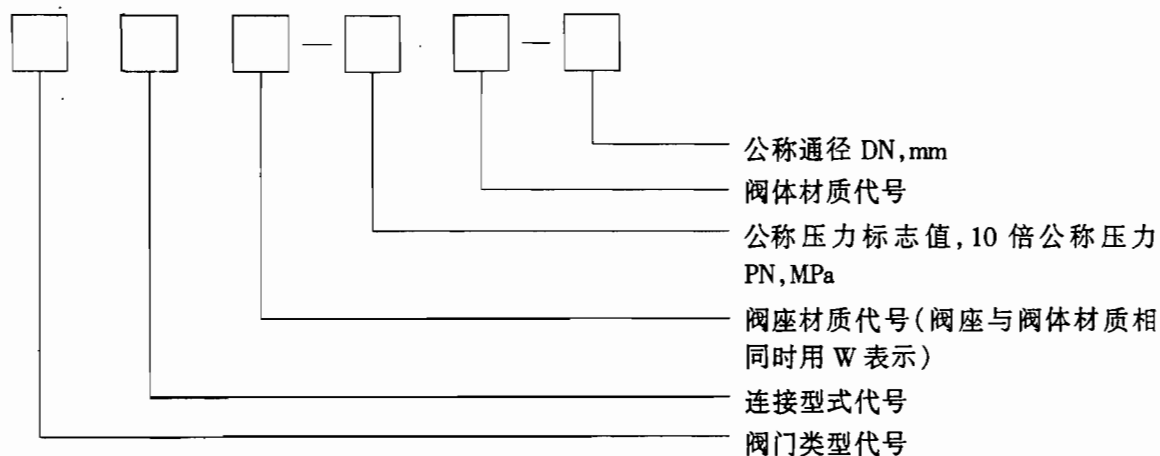 公称通径 DN,mm
阀体材质代号
公称压力标志值,10 倍公称压力
PN,MPa
阀座材质代号(阀座与阀体材质相
同时用 W 表示)
连接型式代号
阀门类型代号